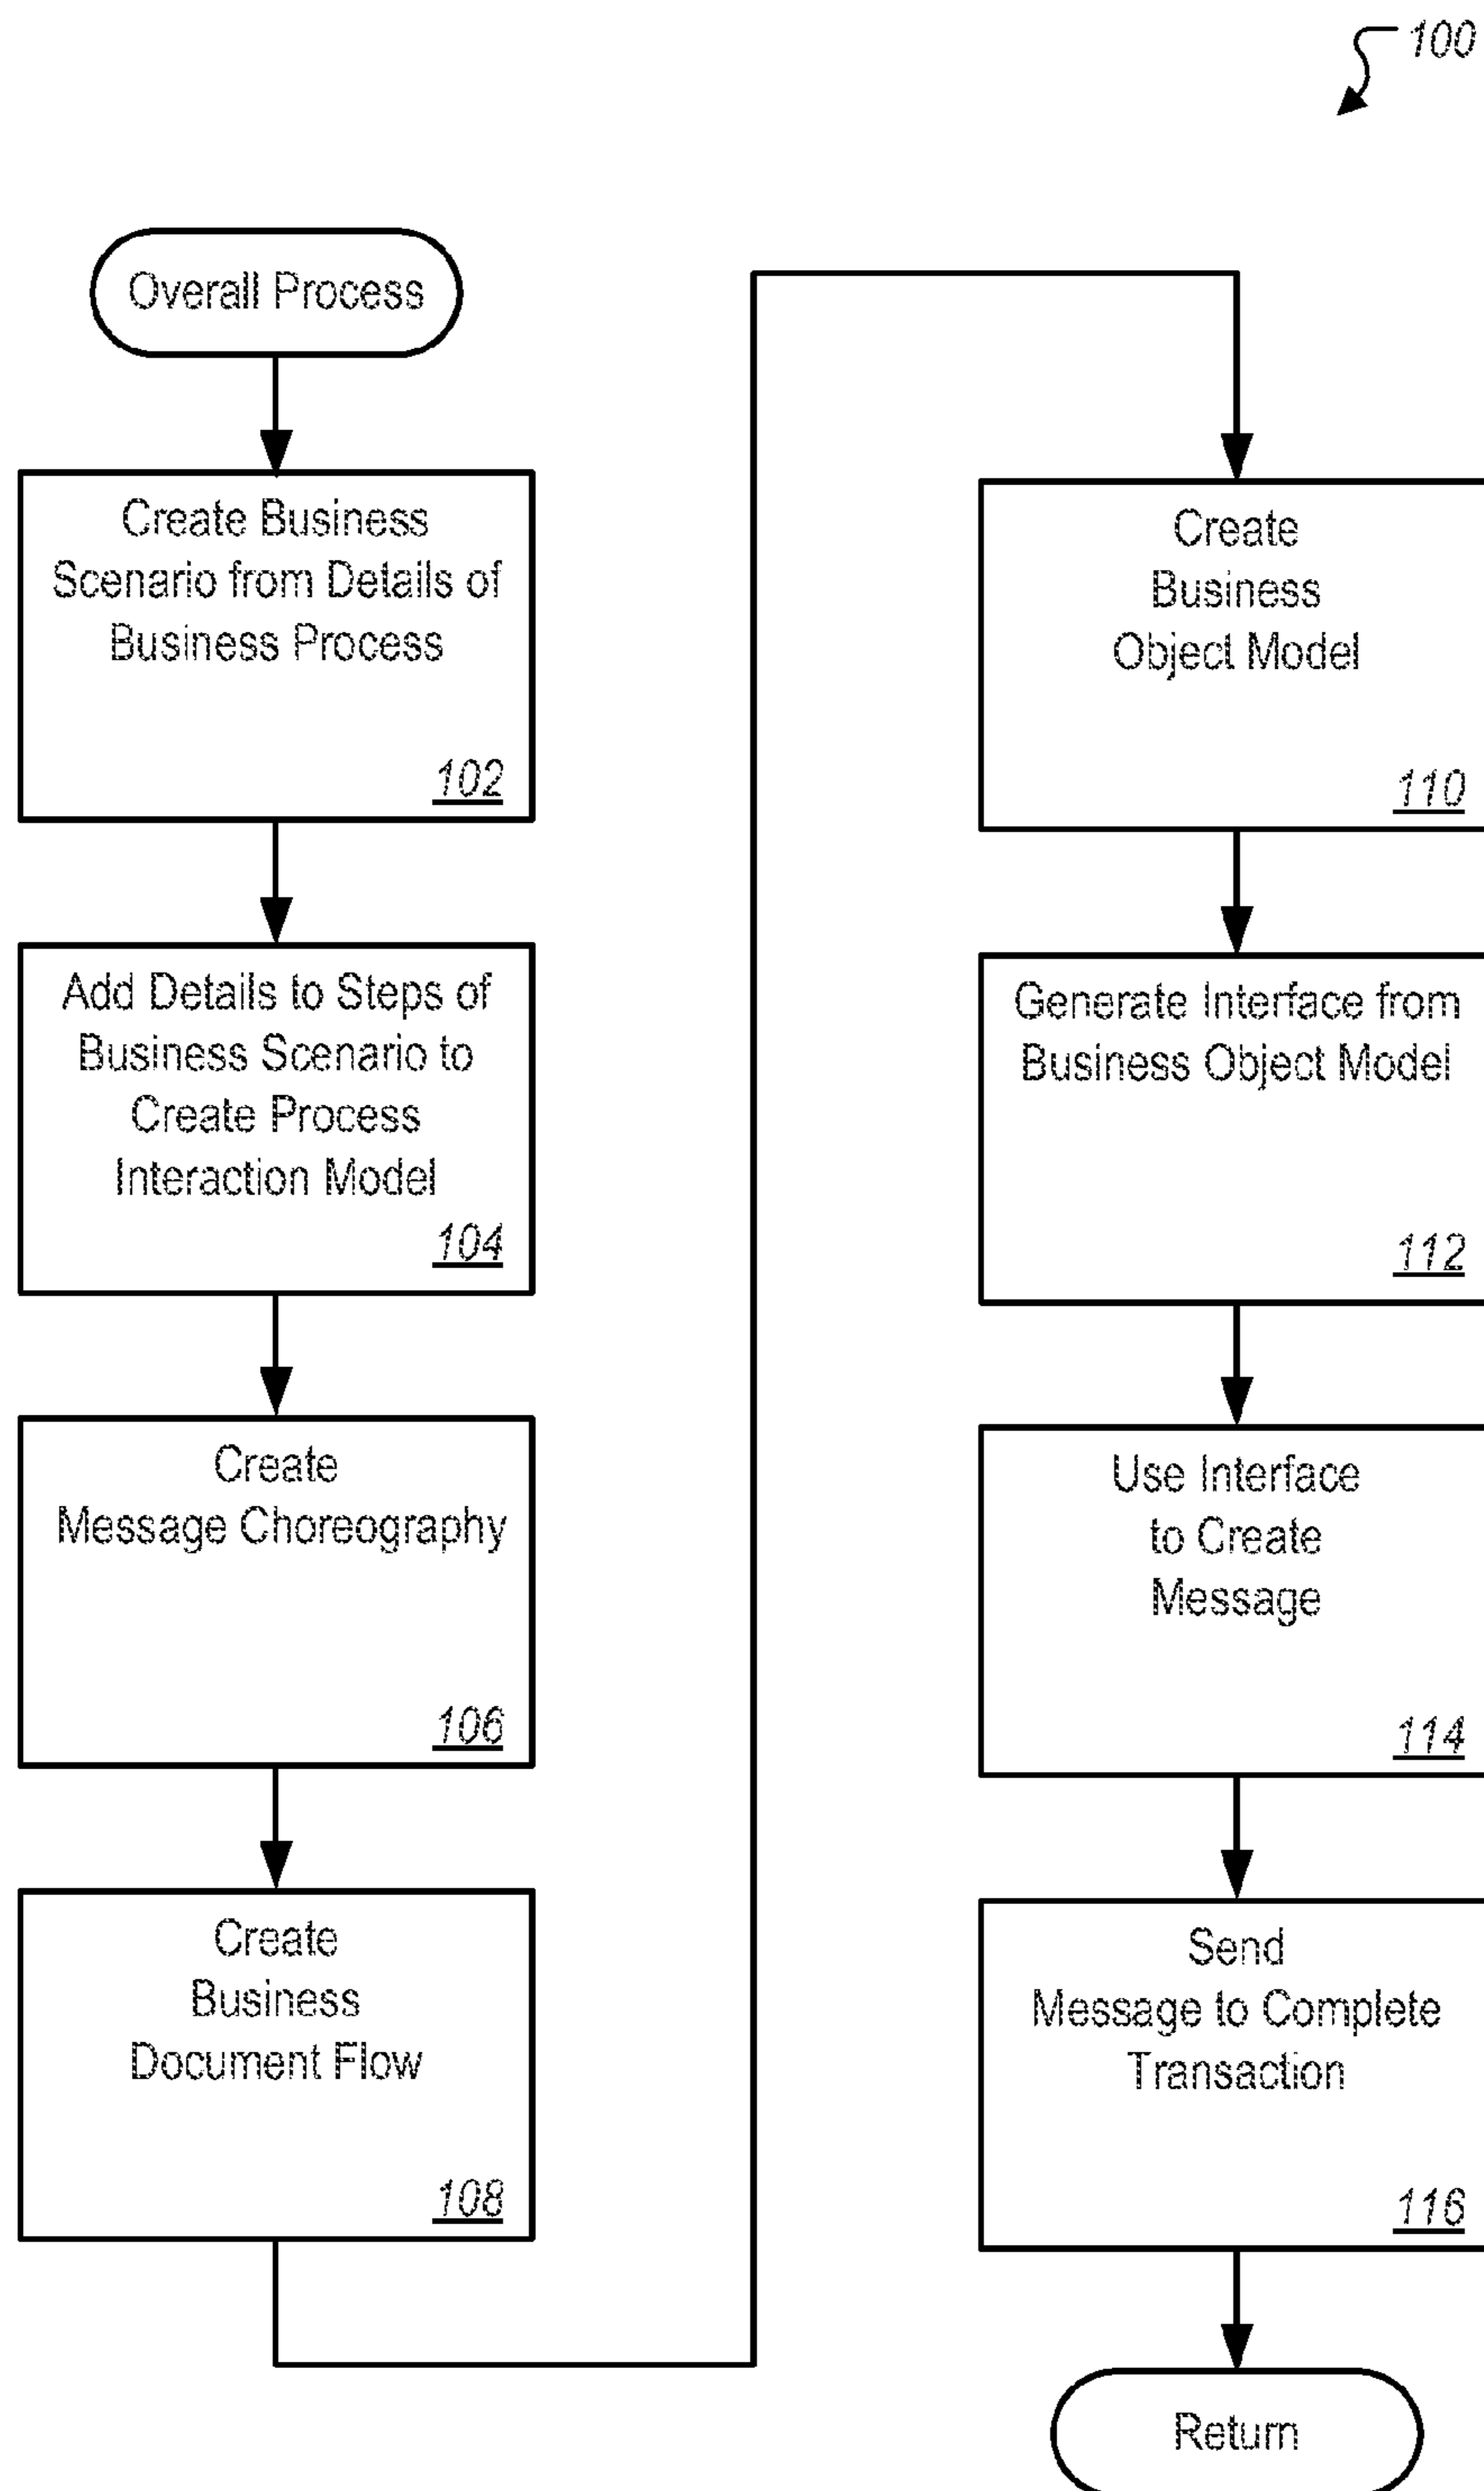 100
Overall Process
Create Business
Scenario from Details of
Business Process
102
Add Details to Steps of
Business Scenario to
Create Process
Interaction Model
104
Create
Message Choreography
106
Create
Business
Document Flow
108
Create
Business
Object Model
110
Generate Interface from
Business Object Model
112
Use Interface
to Create
Message
114
Send
Message to Complete
Transaction
116
Return